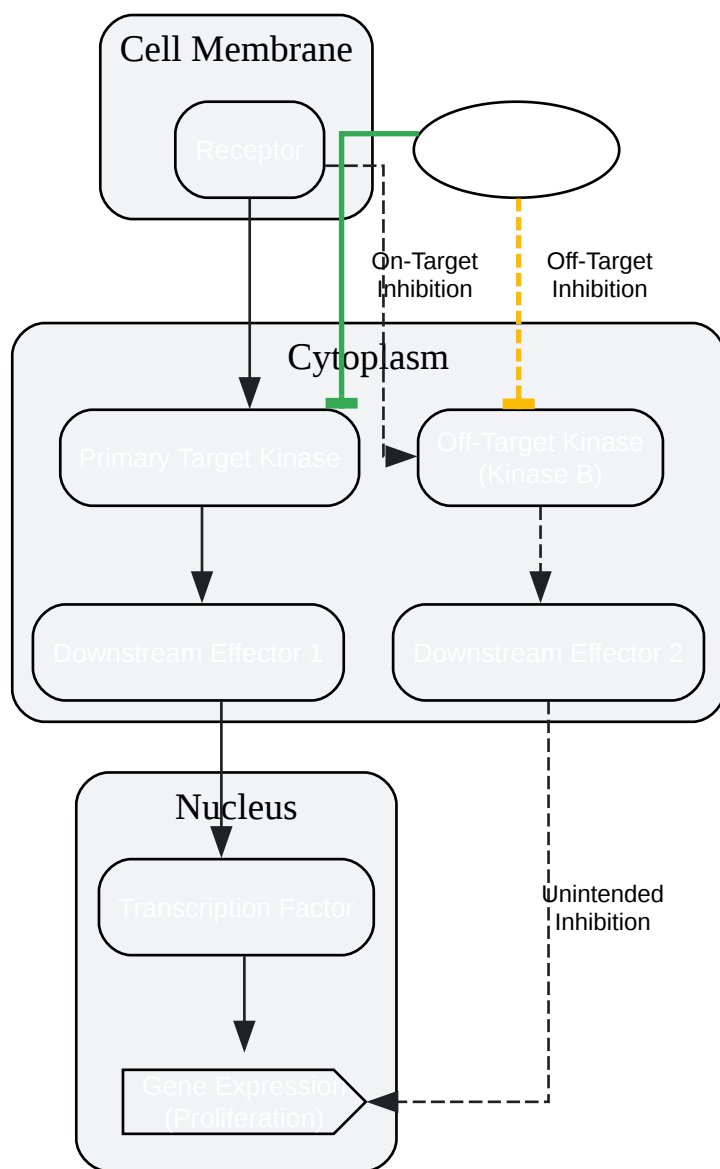 Cell Membrane
Receptor
On-Target
Inhibition
Off-Target
Inhibition
Cytoplasm
Primary Target Kinase
Off-Target Kinase
(Kinase B)
Downstream Effector 1
Downstream Effector 2
Nucleus
Transcription Factor
Unintended
Inhibition
Gene Expression
(Proliferation)